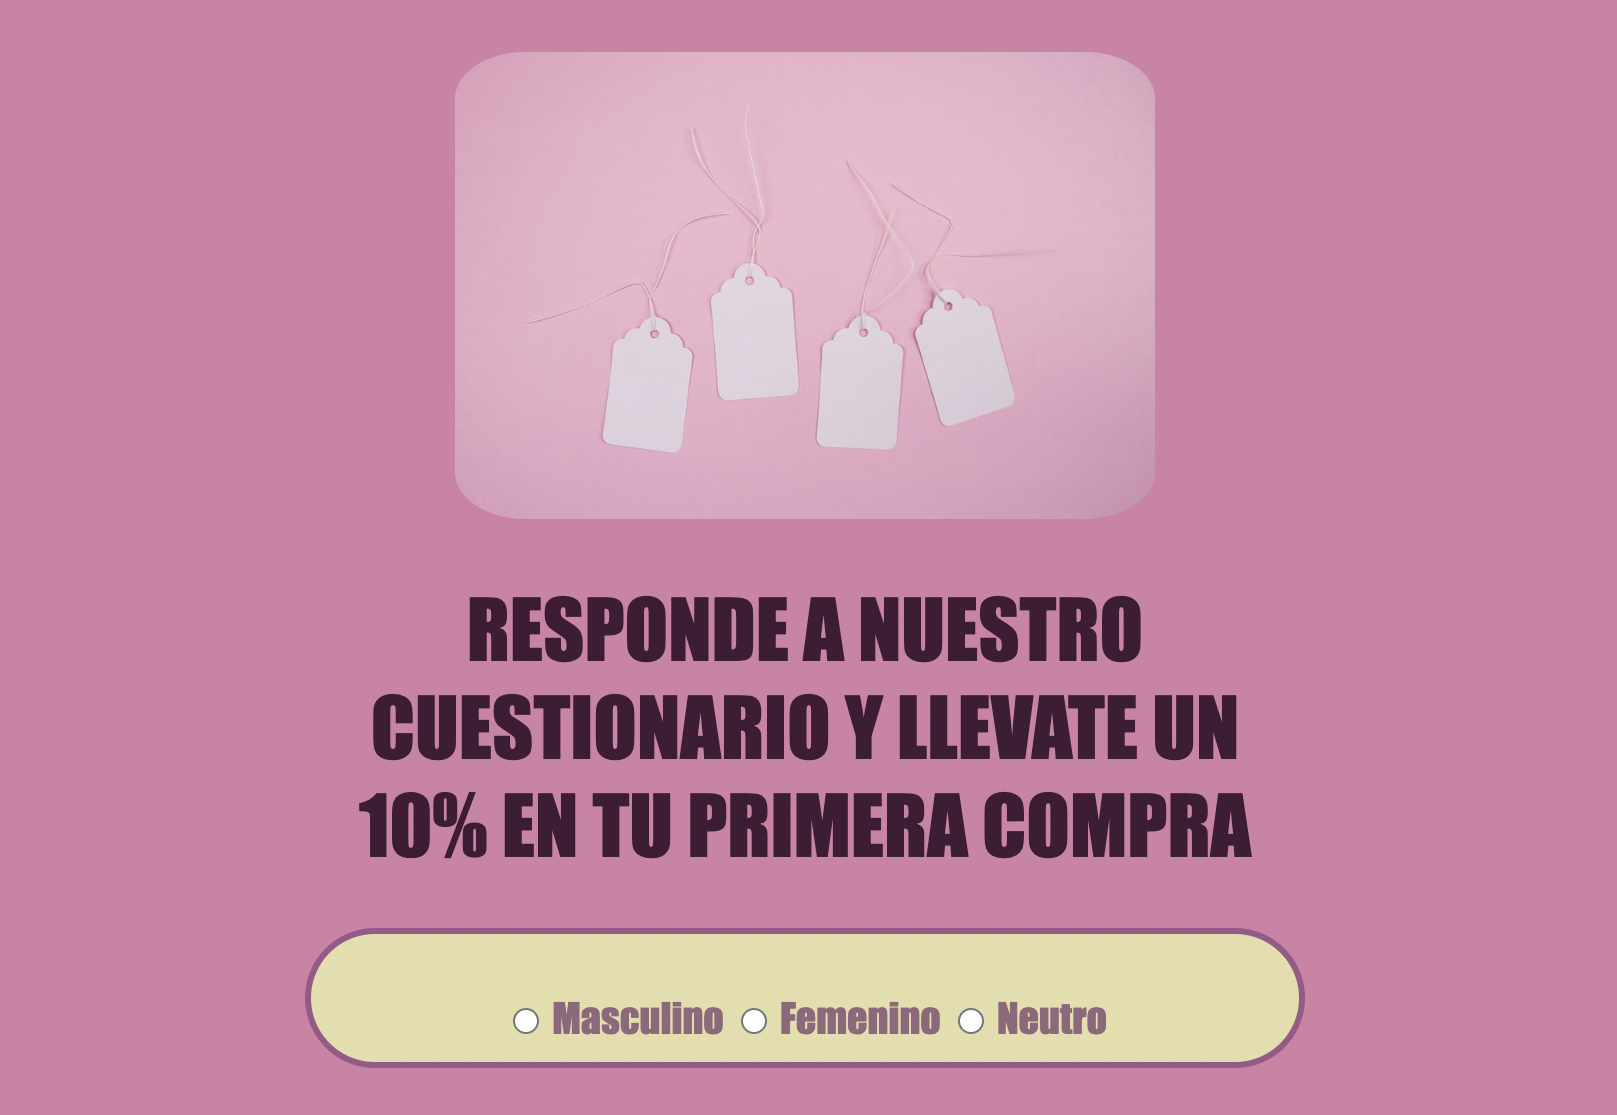 RESPONDE A NUESTRO
CUESTIONARIO Y LLEVATE UN
10% EN TU PRIMERA COMPRA
Masculino Femenino Neutro